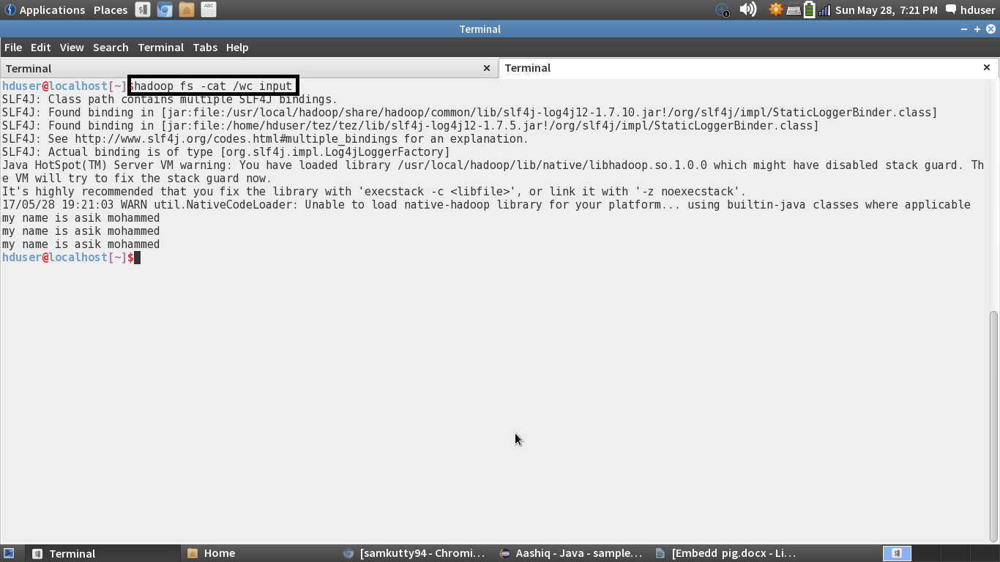 Applications Places Sun May 28, 7:21 PM hduser
ABC
Terminal
File Edit View Search Terminal Tabs Help
Terminal
Terminal
hduser@localhost[~]$hadoop fs -cat /wc input
SLF4J: Class path contains multiple SLF4J bindings.
SLF4J: Found binding in [jar:file:/usr/local/hadoop/share/hadoop/common/lib/slf4j-log4j12-1.7.10.jar!/org/slf4j/impl/StaticLoggerBinder.class]
SLF4J: Found binding in [jar:file:/home/hduser/tez/tez/lib/slf4j-log4j12-1.7.5.jar!/org/slf4j/impl/StaticLoggerBinder.class]
SLF4J: See http://www.slf4j.org/codes.html#multiple_bindings for an explanation.
SLF4J: Actual binding is of type [org.slf4j.impl.Log4jLoggerFactory]
Java HotSpot(TM) Server VM warning: You have loaded library /usr/local/hadoop/lib/native/libhadoop.so.1.0.0 which might have disabled stack guard. Th
e VM will try to fix the stack guard now.
It's highly recommended that you fix the library with 'execstack -c <libfile>', or link it with '-z noexecstack'.
17/05/28 19:21:03 WARN util.NativeCodeLoader: Unable to load native-hadoop library for your platform... using builtin-java classes where applicable
my name is asik mohammed
my name is asik mohammed
my name is asik mohammed
hduser@localhost[~]$
Terminal Home [samkutty94 - Chromi... Aashiq - Java - sample... [Embedd pig.docx - Li...